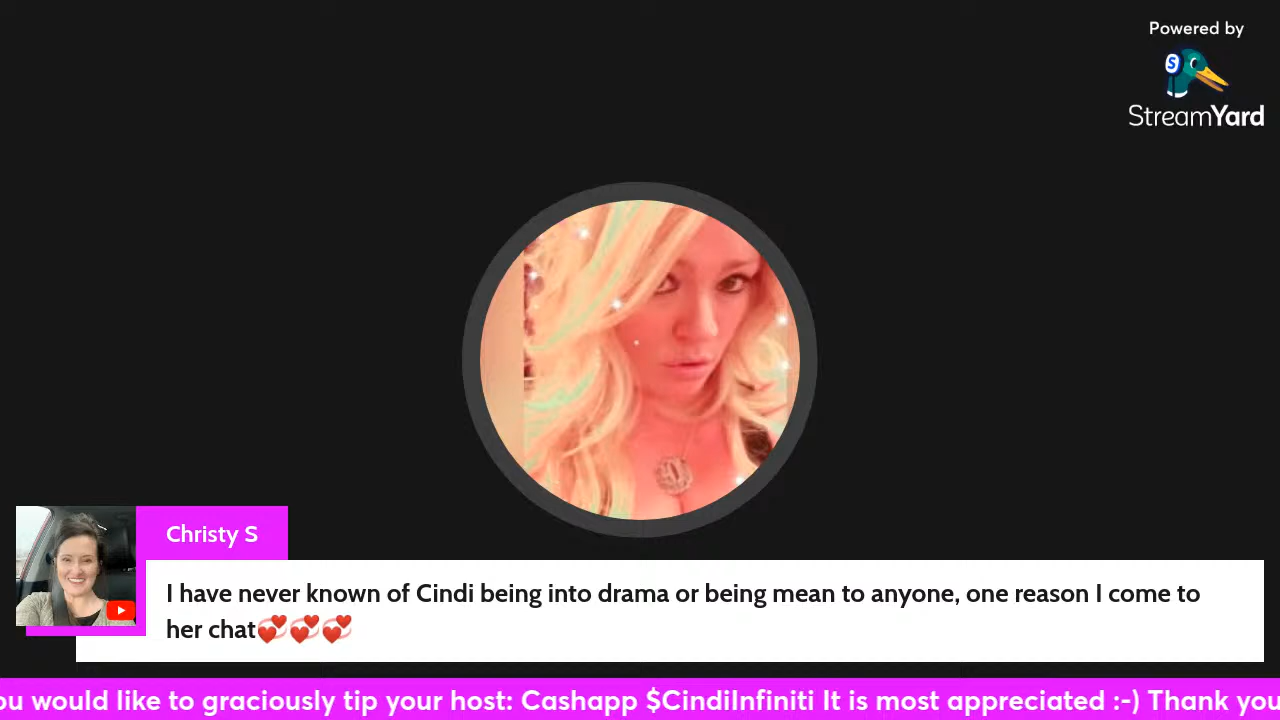 Powered by
S
StreamYard
Christy S
I have never known of Cindi being into drama or being mean to anyone, one reason I come to
her chat💞💞💞
ou would like to graciously tip your host: Cashapp $CindiInfiniti It is most appreciated :-) Thank you